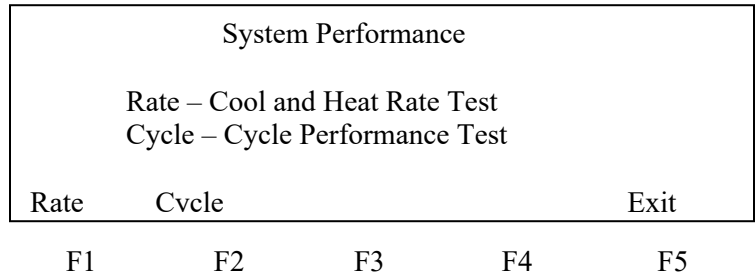 System Performance
Rate – Cool and Heat Rate Test
Cycle – Cycle Performance Test
Rate Cycle Exit
F1 F2 F3 F4 F5